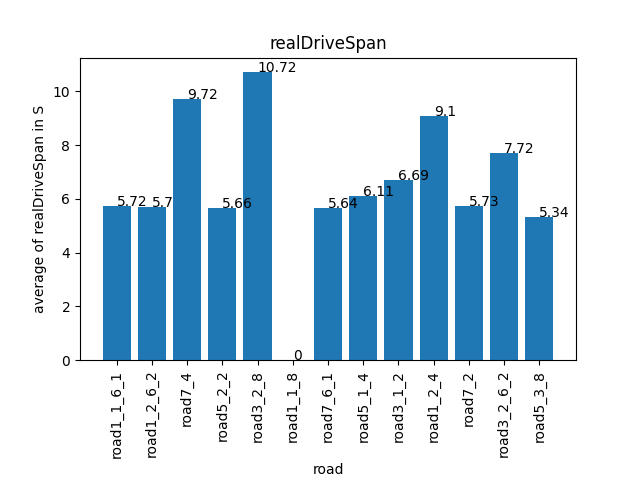 realDriveSpan
average of realDriveSpan in S
10
8
6
4
2
0
5.72
5.7
9.72
5.66
10.72
0
5.64
6.11
6.69
9.1
5.73
7.72
5.34
road1_1_6_1
road1_2_6_2
road7_4
road5_2_2
road3_2_8
road1_1_8
road7_6_1
road5_1_4
road3_1_2
road1_2_4
road7_2
road3_2_6_2
road5_3_8
road